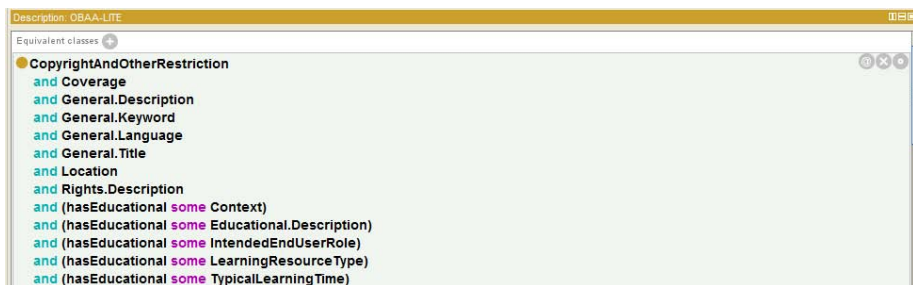 Description: OBAA-LITE
Equivalent classes
CopyrightAndOtherRestriction
and Coverage
and General.Description
and General.Keyword
and General.Language
and General.Title
and Location
and Rights.Description
and (hasEducational some Context)
and (hasEducational some Educational.Description)
and (hasEducational some IntendedEndUserRole)
and (hasEducational some LearningResourceType)
and (hasEducational some TypicalLearningTime)